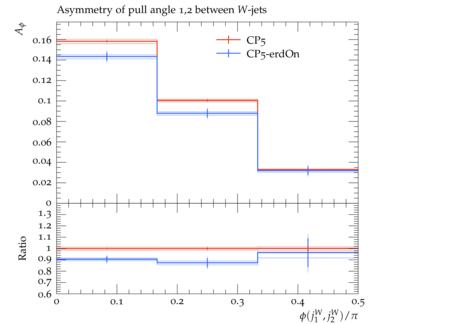 Asymmetry of pull angle 1,2 between W-jets
A_ϕ
0.16
0.14
0.12
0.1
0.08
0.06
0.04
0.02
0
CP5
CP5-erdOn
Ratio
1.3
1.2
1.1
1
0.9
0.8
0.7
0.6
0 0.1 0.2 0.3 0.4 0.5
ϕ(j_1^W, j_2^W)/π